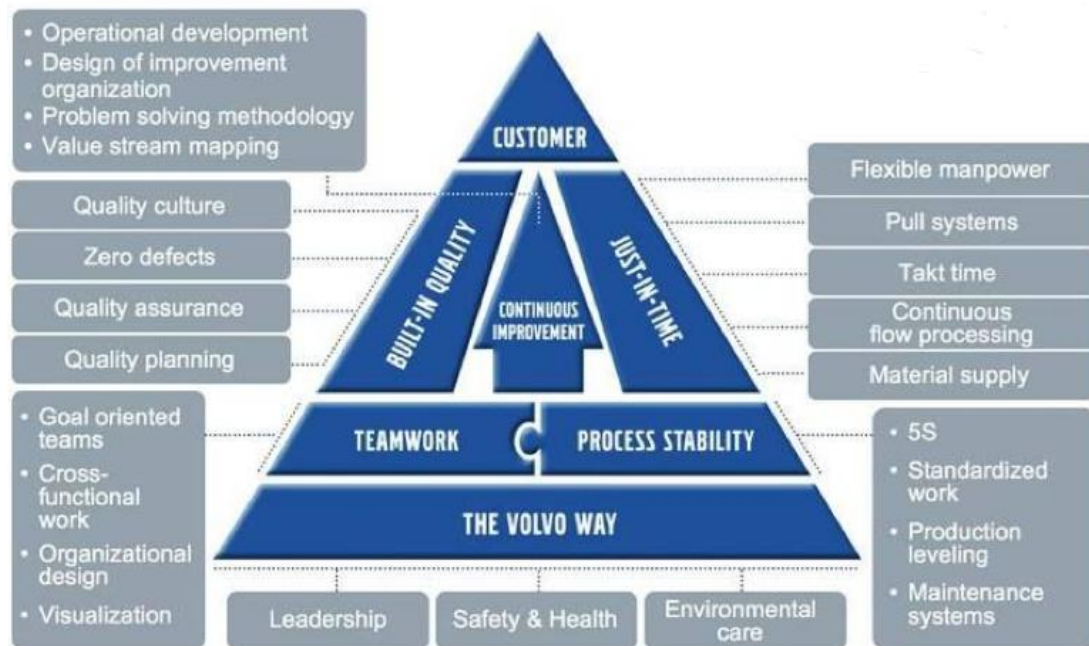 • Operational development
• Design of improvement
organization
• Problem solving methodology
• Value stream mapping
CUSTOMER
Quality culture
Zero defects
Quality assurance
Quality planning
BUILT-IN QUALITY
CONTINUOUS
IMPROVEMENT
JUST-IN-TIME
Flexible manpower
Pull systems
Takt time
Continuous
flow processing
Material supply
• Goal oriented
teams
• Cross-
functional
work
• Organizational
design
• Visualization
TEAMWORK
PROCESS STABILITY
• 5S
• Standardized
work
• Production
leveling
• Maintenance
systems
THE VOLVO WAY
Leadership
Safety & Health
Environmental
care